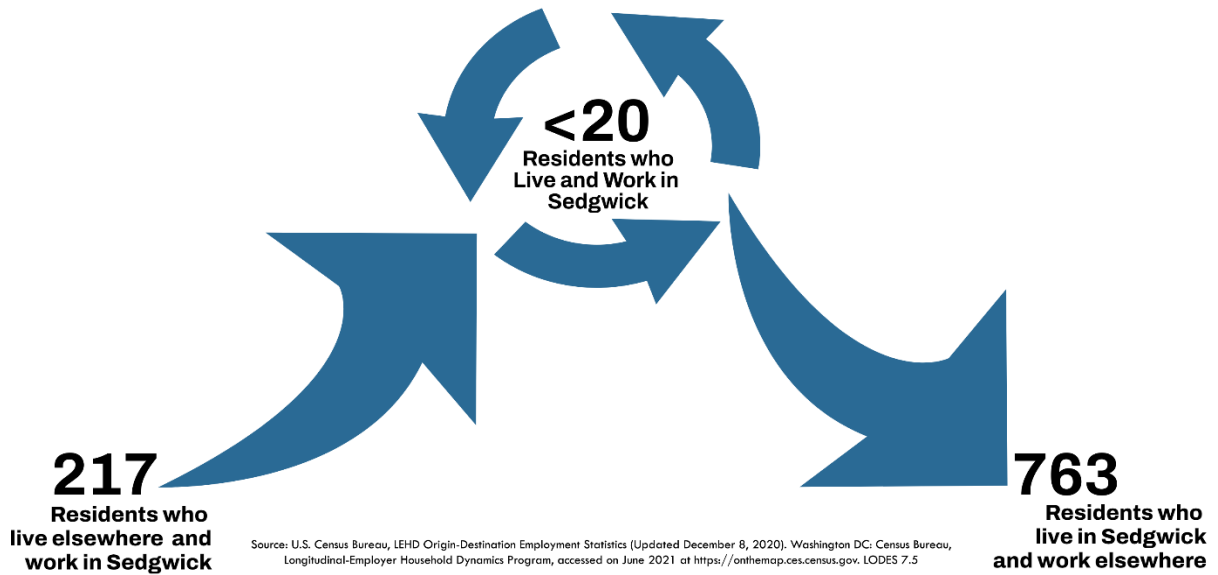 <20
Residents who
Live and Work in
Sedgwick
217
Residents who
live elsewhere and
work in Sedgwick
763
Residents who
live in Sedgwick
and work elsewhere
Source: U.S. Census Bureau, LEHD Origin-Destination Employment Statistics (Updated December 8, 2020). Washington DC: Census Bureau,
Longitudinal-Employer Household Dynamics Program, accessed on June 2021 at https://onthemap.ces.census.gov. LODES 7.5